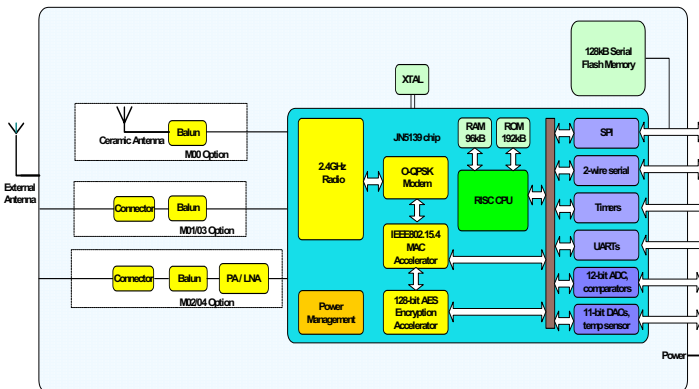 128kB Serial
Flash Memory
XTAL
JN5139 chip
RAM
96kB
ROM
192kB
SPI
Ceramic Antenna
Balun
M00 Option
2.4GHz
Radio
O-QPSK
Modem
RISC CPU
2-wire serial
External
Antenna
Connector
Balun
M01/03 Option
Timers
IEEE802.15.4
MAC
Accelerator
UARTs
Connector
Balun
PA / LNA
M02/04 Option
12-bit ADC,
comparators
Power
Management
128-bit AES
Encryption
Accelerator
11-bit DACs,
temp sensor
Power